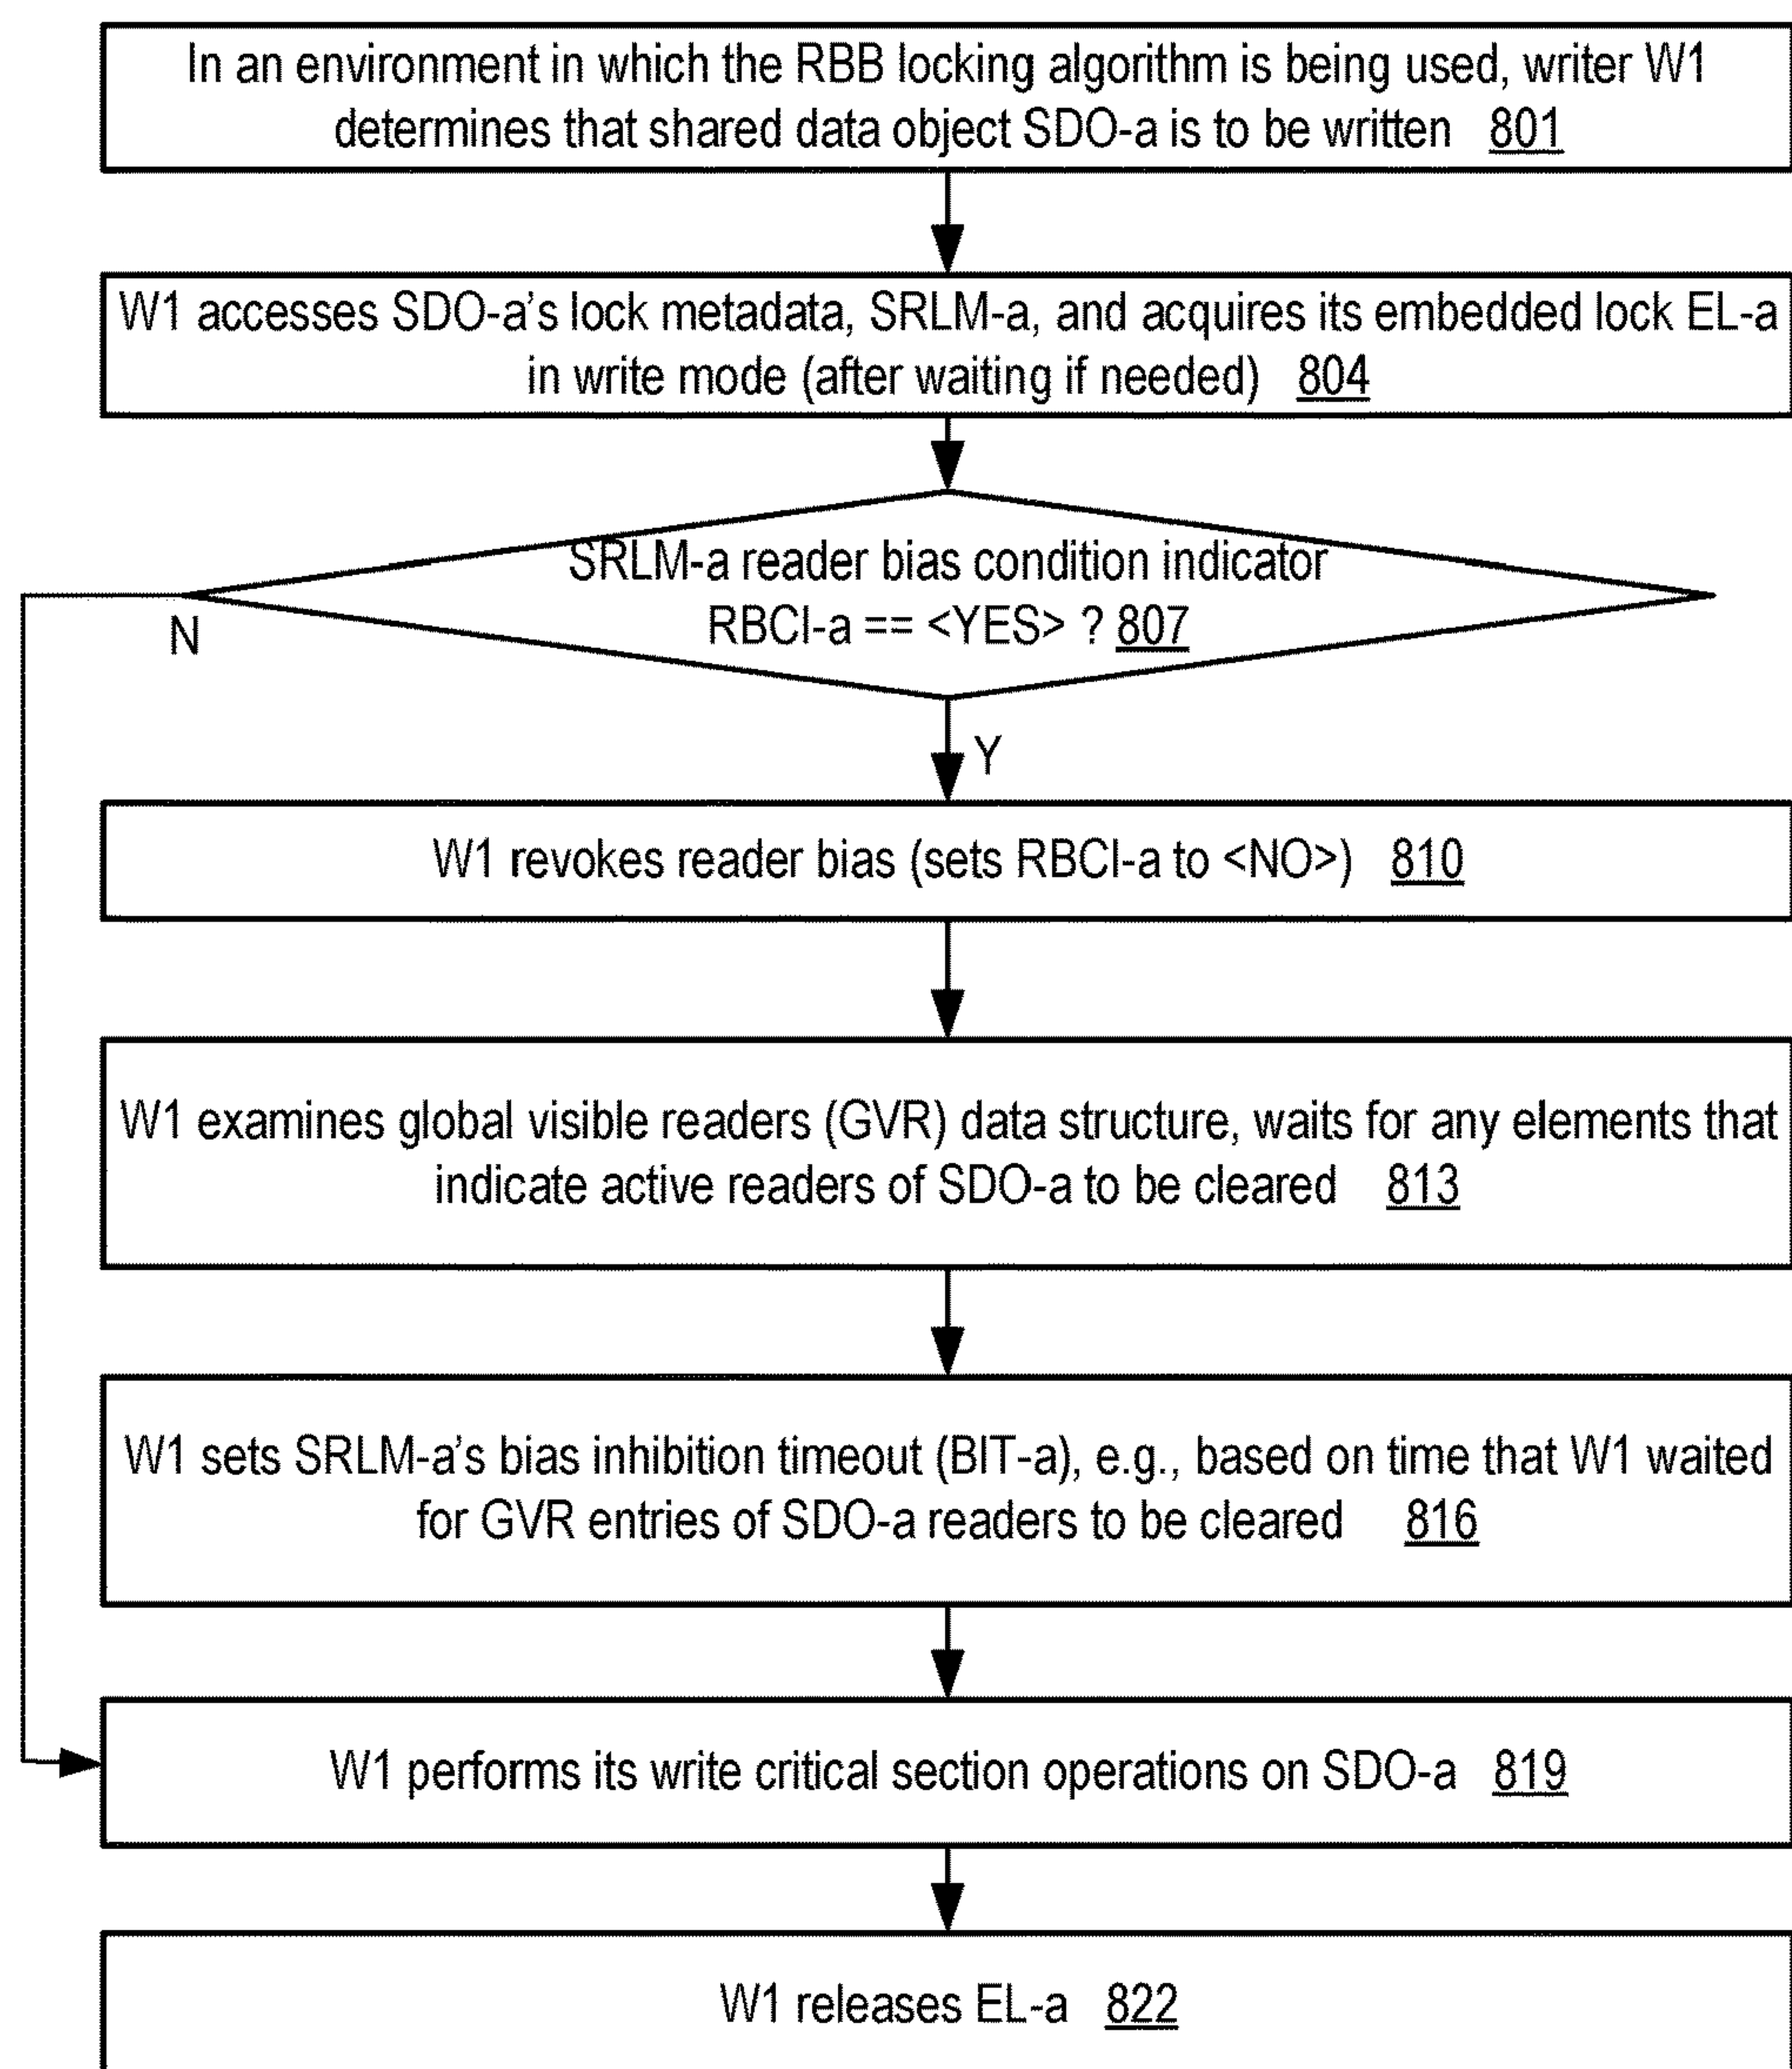 In an environment in which the RBB locking algorithm is being used, writer W1
determines that shared data object SDO-a is to be written 801
W1 accesses SDO-a's lock metadata, SRLM-a, and acquires its embedded lock EL-a
in write mode (after waiting if needed) 804
SRLM-a reader bias condition indicator
RBCI-a == <YES> ? 807
N
Y
W1 revokes reader bias (sets RBCI-a to <NO>) 810
W1 examines global visible readers (GVR) data structure, waits for any elements that
indicate active readers of SDO-a to be cleared 813
W1 sets SRLM-a's bias inhibition timeout (BIT-a), e.g., based on time that W1 waited
for GVR entries of SDO-a readers to be cleared 816
W1 performs its write critical section operations on SDO-a 819
W1 releases EL-a 822